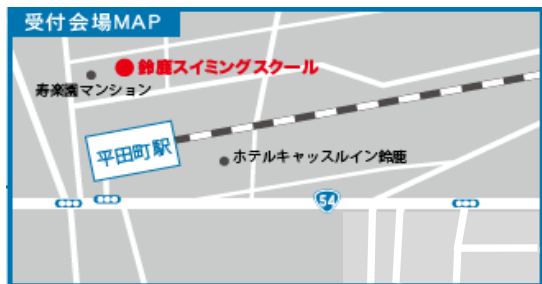 受付会場MAP
鈴鹿スイミングスクール
寿楽園マンション
平田町駅
ホテルキャッスルイン鈴鹿
54